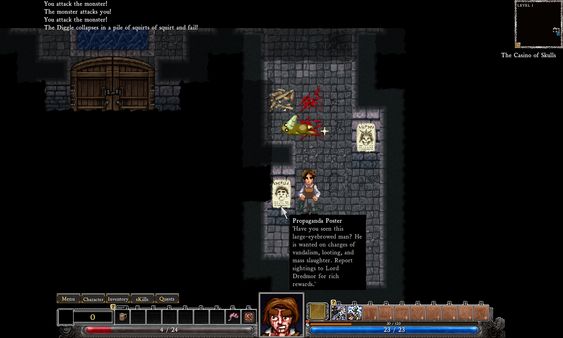 You attack the monster!
The monster attacks you!
You attack the monster!
The Diggle collapses in a pile of squirts of squirt and fail!
LEVEL 1
The Casino of Skulls
Propaganda Poster
'Have you seen this
large-eyebrowed man? He
is wanted on charges of
vandalism, looting, and
mass slaughter. Report
sightings to Lord
Dredmor for rich
rewards.'
Menu Character Inventory sKills Quests
0
4 / 24
23 / 23